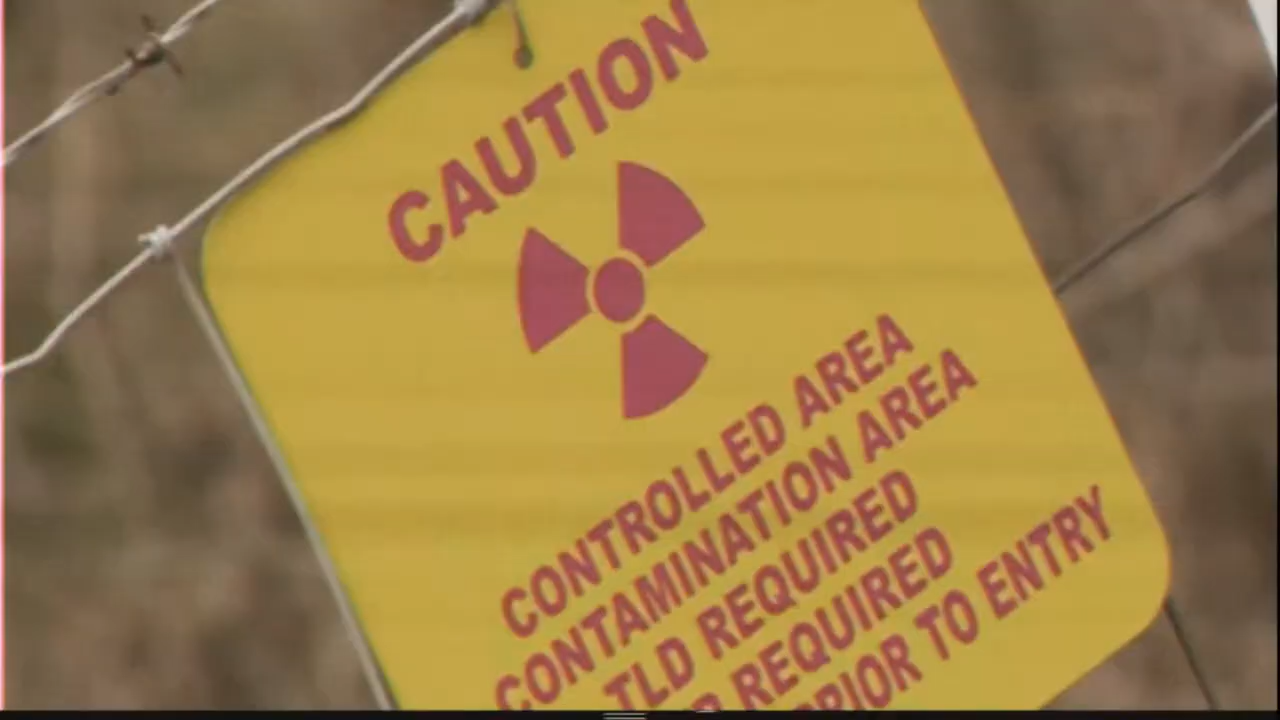 CAUTION
CONTROLLED AREA
CONTAMINATION AREA
TLD REQUIRED
REQUIRED
PRIOR TO ENTRY